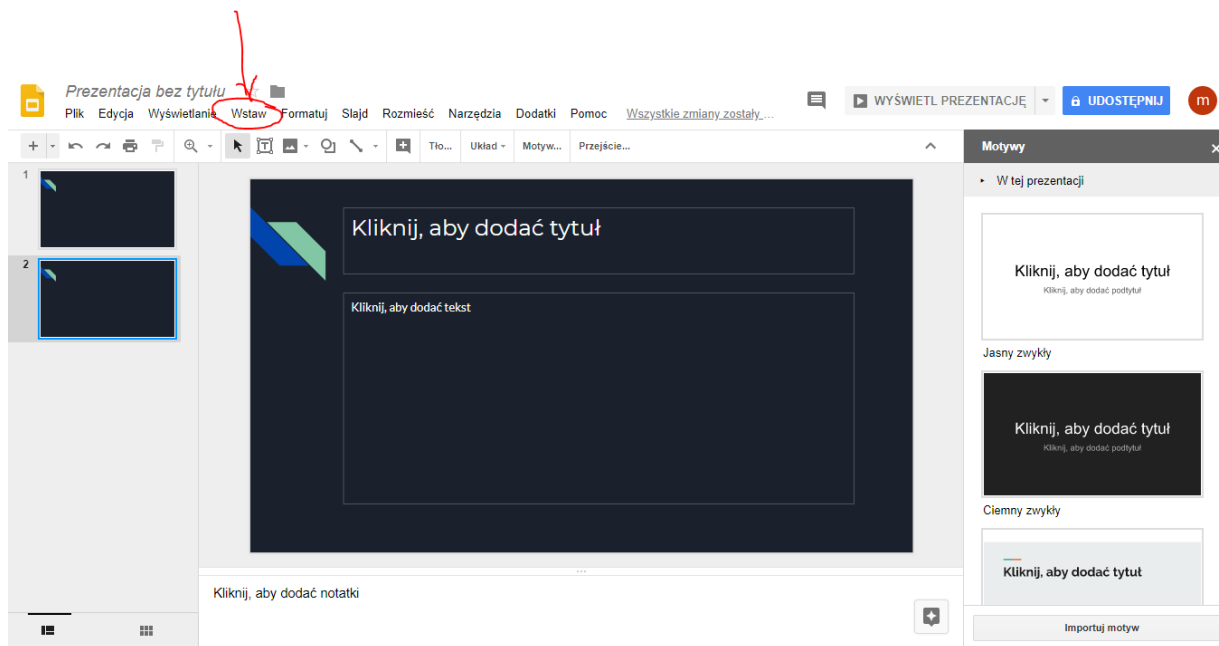 Prezentacja bez tytułu
Plik Edycja Wyświetlanie Wstaw Formatuj Slajd Rozmieść Narzędzia Dodatki Pomoc Wszystkie zmiany zostały ...
WYŚWIETL PREZENTACJĘ
UDOSTĘPNIJ
m
Tło... Układ Motyw... Przejście...
Motywy
W tej prezentacji
1
2
Kliknij, aby dodać tytuł
Kliknij, aby dodać tekst
Kliknij, aby dodać notatki
Kliknij, aby dodać tytuł
Kliknij, aby dodać podtytuł
Jasny zwykły
Kliknij, aby dodać tytuł
Kliknij, aby dodać podtytuł
Ciemny zwykły
Kliknij, aby dodać tytuł
Importuj motyw